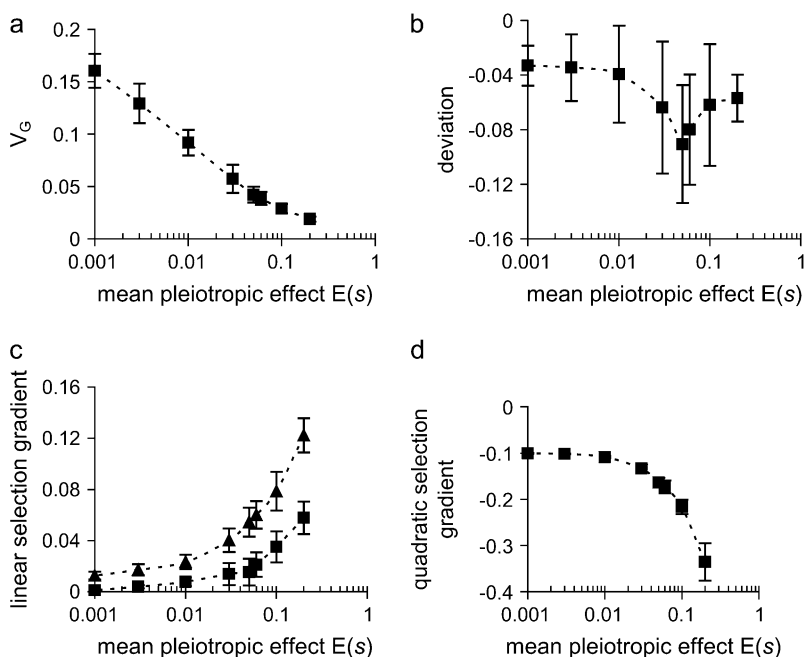 a
0.2
0.15
0.1
0.05
0
V_G
0.001
0.01
0.1
1
mean pleiotropic effect E(s)
b
0
-0.04
-0.08
-0.12
-0.16
deviation
0.001
0.01
0.1
1
mean pleiotropic effect E(s)
c
0.16
0.12
0.08
0.04
0
linear selection gradient
0.001
0.01
0.1
1
mean pleiotropic effect E(s)
d
0
-0.1
-0.2
-0.3
-0.4
quadratic selection
gradient
0.001
0.01
0.1
1
mean pleiotropic effect E(s)